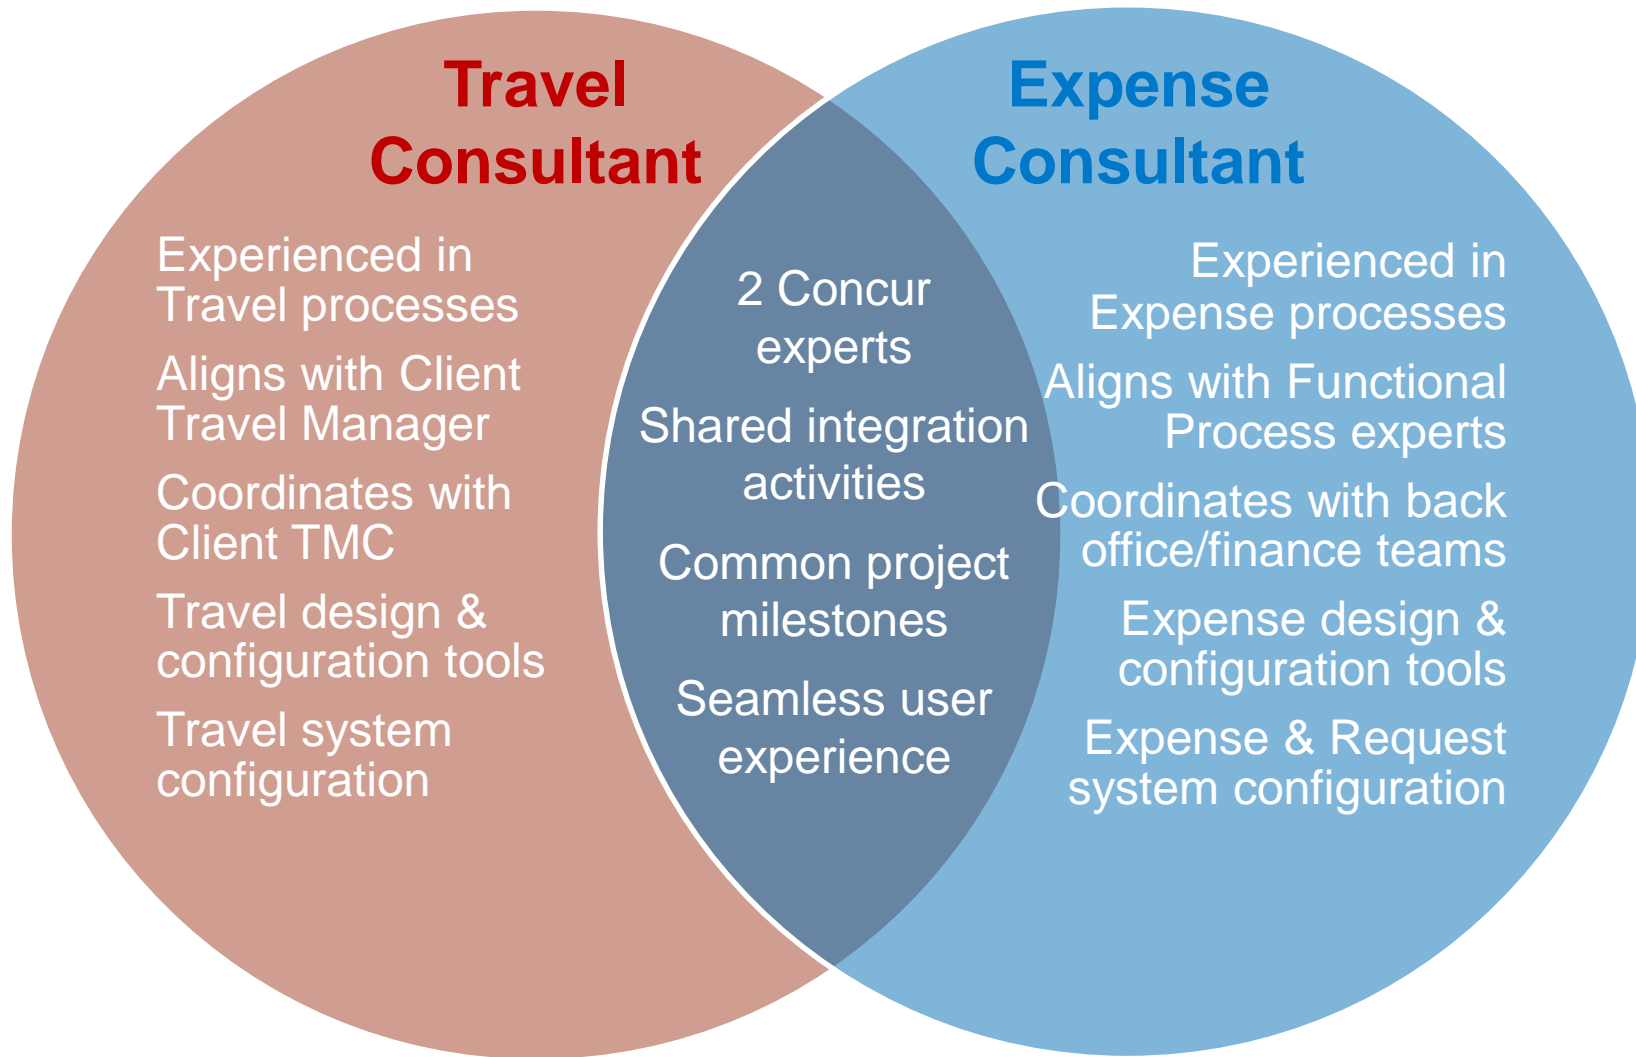 Travel
Consultant
Experienced in
Travel processes
Aligns with Client
Travel Manager
Coordinates with
Client TMC
Travel design &
configuration tools
Travel system
configuration
2 Concur
experts
Shared integration
activities
Common project
milestones
Seamless user
experience
Expense
Consultant
Experienced in
Expense processes
Aligns with Functional
Process experts
Coordinates with back
office/finance teams
Expense design &
configuration tools
Expense & Request
system configuration